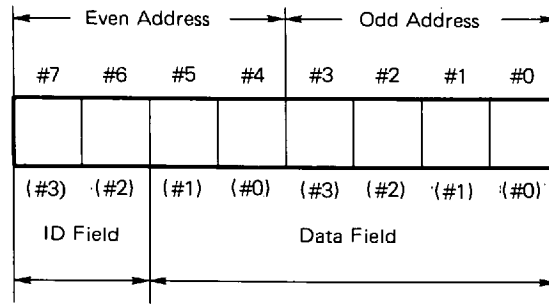 Even Address Odd Address
#7 #6 #5 #4 #3 #2 #1 #0
(#3) (#2) (#1) (#0) (#3) (#2) (#1) (#0)
ID Field Data Field